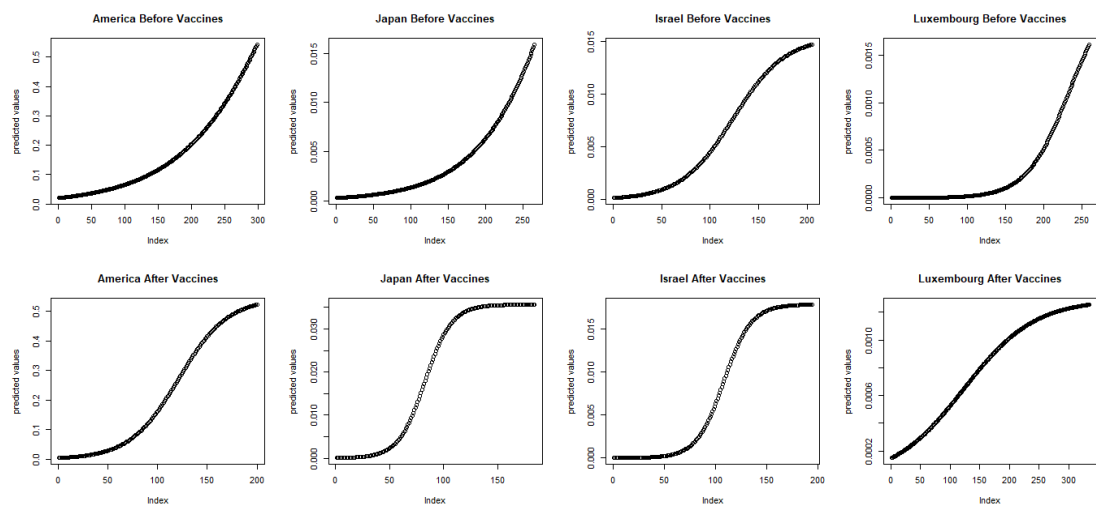 America Before Vaccines
predicted values
0.0 0.1 0.2 0.3 0.4 0.5
0 50 100 150 200 250 300
Index
Japan Before Vaccines
predicted values
0.000 0.005 0.010 0.015
0 50 100 150 200 250
Index
Israel Before Vaccines
predicted values
0.000 0.005 0.010 0.015
0 50 100 150 200
Index
Luxembourg Before Vaccines
predicted values
0.0000 0.0005 0.0010 0.0015
0 50 100 150 200 250
Index
America After Vaccines
predicted values
0.0 0.1 0.2 0.3 0.4 0.5
0 50 100 150 200
Index
Japan After Vaccines
predicted values
0.000 0.010 0.020 0.030
0 50 100 150
Index
Israel After Vaccines
predicted values
0.000 0.005 0.010 0.015
0 50 100 150 200
Index
Luxembourg After Vaccines
predicted values
0.0002 0.0006 0.0010
0 50 100 150 200 250 300
Index